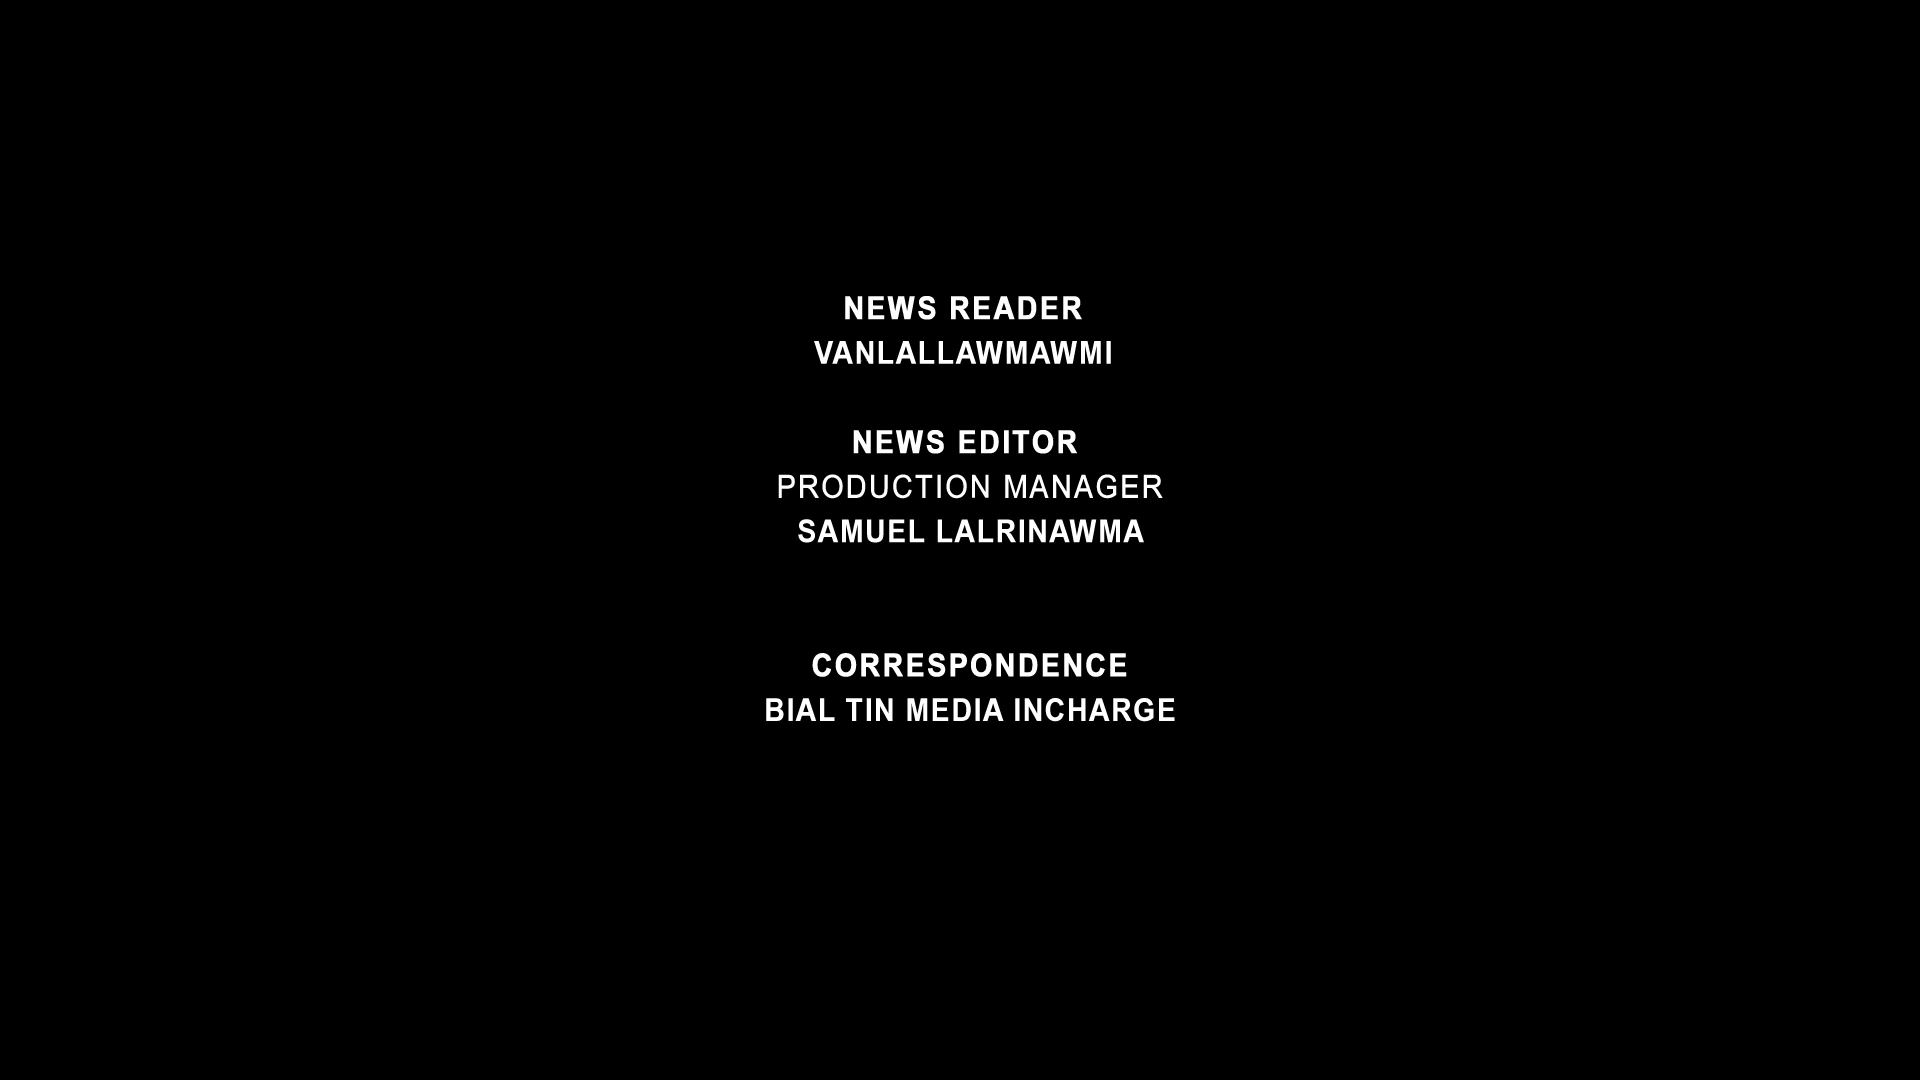 NEWS READER
VANLALLAWMAWMI
NEWS EDITOR
PRODUCTION MANAGER
SAMUEL LALRINAWMA
CORRESPONDENCE
BIAL TIN MEDIA INCHARGE